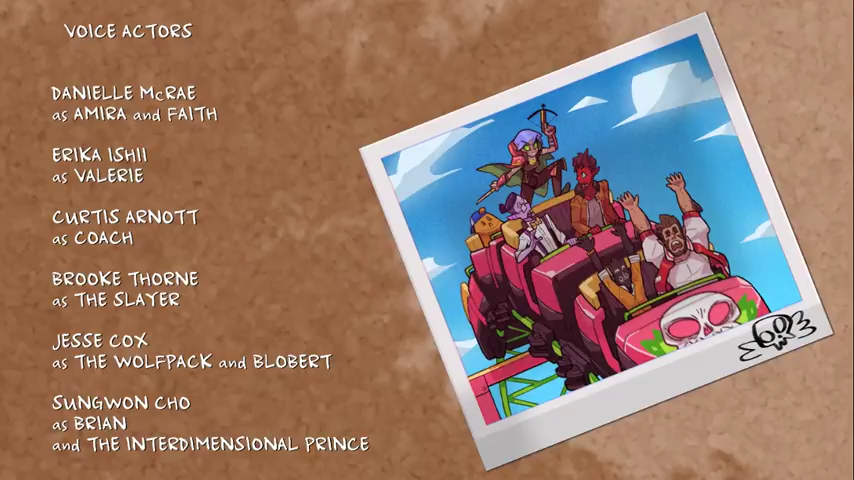 VOICE ACTORS
DANIELLE McRAE
as AMIRA and FAITH
ERIKA ISHII
as VALERIE
CURTIS ARNOTT
as COACH
BROOKE THORNE
as THE SLAYER
JESSE COX
as THE WOLFPACK and BLOBERT
SUNGWON CHO
as BRIAN
and THE INTERDIMENSIONAL PRINCE